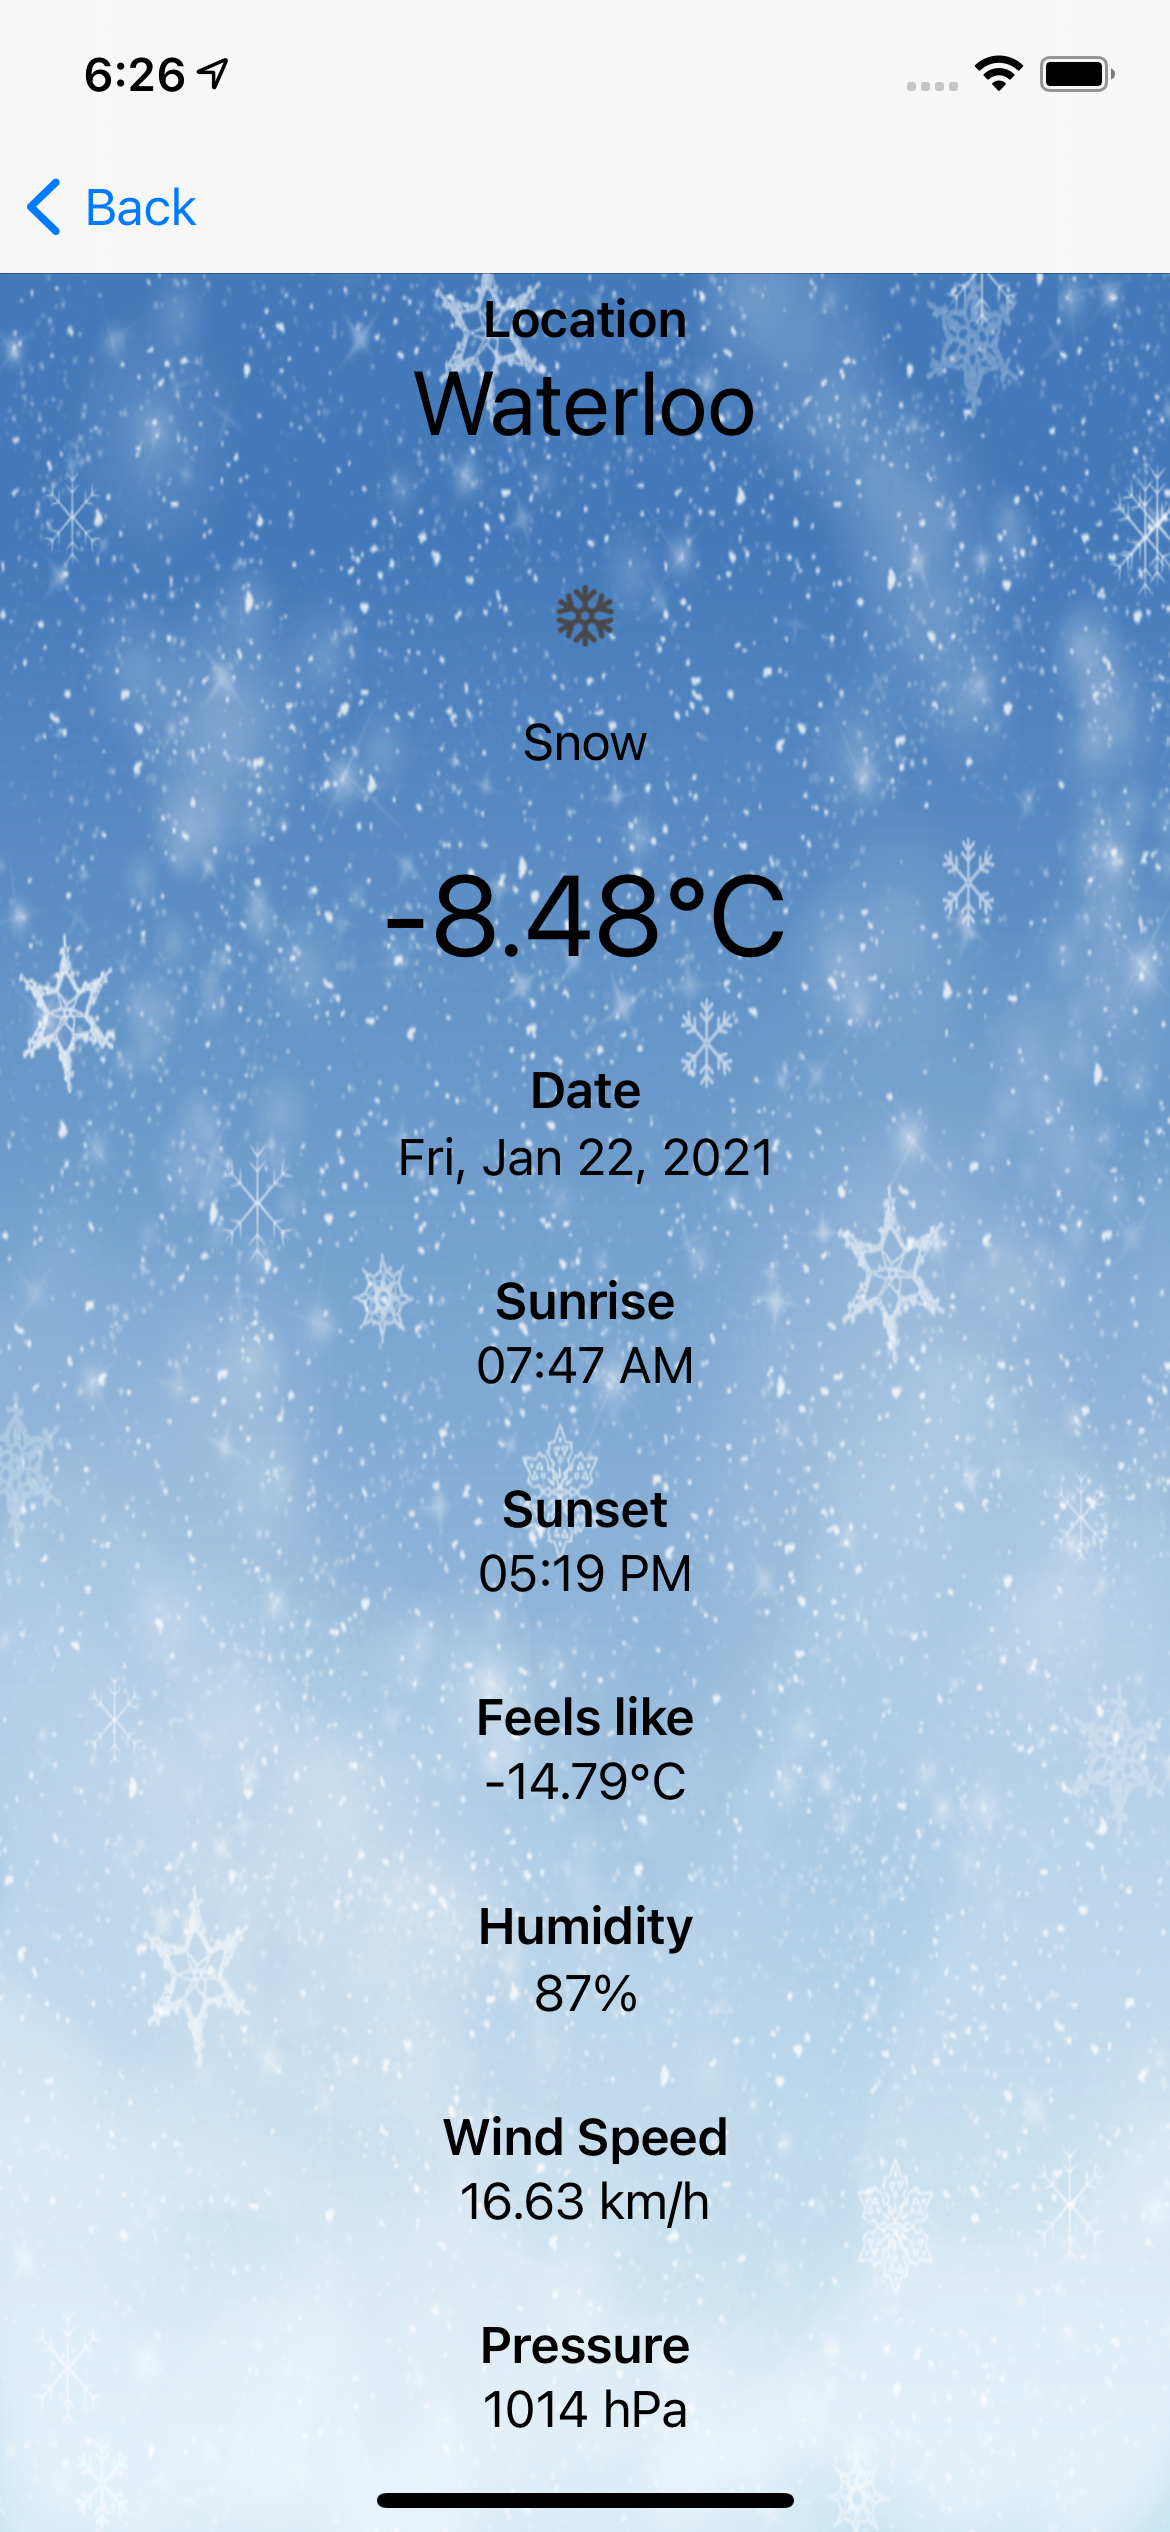 6:26
Back
Location
Waterloo
Snow
-8.48°C
Date
Fri, Jan 22, 2021
Sunrise
07:47 AM
Sunset
05:19 PM
Feels like
-14.79°C
Humidity
87%
Wind Speed
16.63 km/h
Pressure
1014 hPa